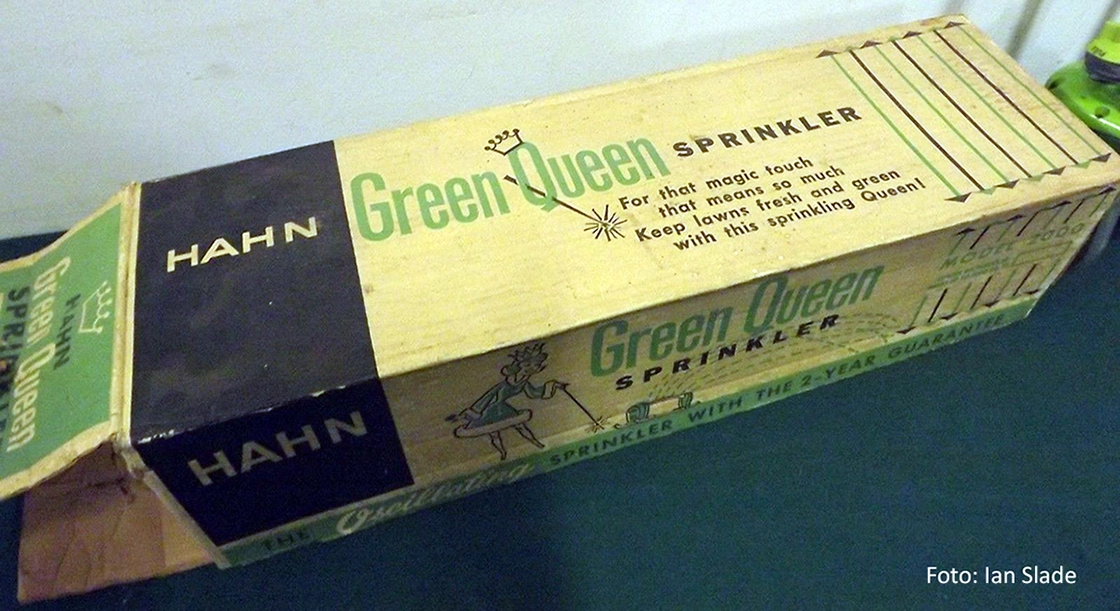 HAHN
Green Queen SPRINKLER
For that magic touch
that means so much
Keep lawns fresh and green
with this sprinkling Queen!
HAHN
Green Queen
SPRINKLER
MODEL 2000
THE Oscillating SPRINKLER WITH THE 2-YEAR GUARANTEE
HAHN
Green Queen
SPRINKLER
Foto: Ian Slade